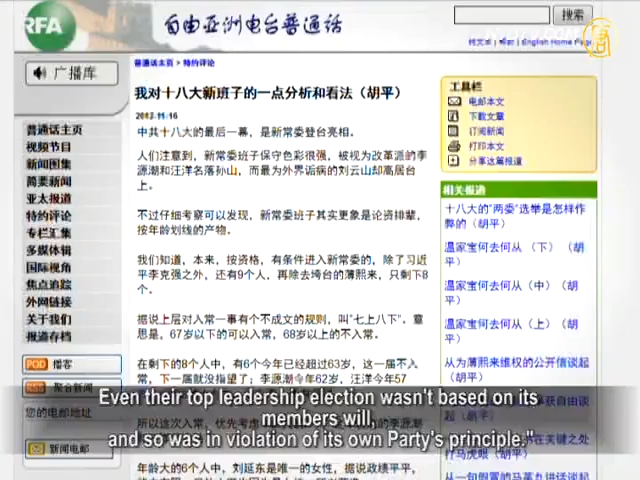 RFA
自由亚洲电台普通话
搜索
English Home Page
广播库
普通话主页
视频节目
新闻图集
简要新闻
亚太报道
特约评论
专栏汇集
多媒体辑
国际视角
焦点追踪
外网链接
关于我们
报道存档
POD 播客
RSS 聚合新闻
您的电邮地址
新闻电邮
普通话主页 > 特约评论
我对十八大新班子的一点分析和看法（胡平）
2012-11-16
中共十八大的最后一幕，是新常委登台亮相。
人们注意到，新常委班子保守色彩很强，被视为改革派的李
源潮和汪洋名落孙山，而最为外界诟病的刘云山却高居台
上。
不过仔细考察可以发现，新常委班子其实更象是论资排辈，
按年龄划线的产物。
我们知道，本来，按资格，有条件进入新常委的，除了习近
平李克强之外，还有9个人，再除去垮台的薄熙来，只剩下8
个。
据说上层对入常一事有个不成文的规则，叫"七上八下"。意
思是，67岁以下的可以入常，68岁以上的不入常。
在剩下的8个人中，有6个今年已经超过63岁，这一届不入
常，下一届就没指望了；李源潮今年62岁，汪洋今年57
年龄大的6个人中，刘延东是唯一的女性，据说政绩平平，
工具栏
电邮本文
下载文章
订阅新闻
打印本文
分享这篇报道
相关报道
十八大的"两委"选举是怎样作
弊的（胡平）
温家宝何去何从（下）（胡
平）
温家宝何去何从（中）（胡
平）
温家宝何去何从（上）（胡
平）
从为薄熙来维权的公开信谈起
（胡平）
Even their top leadership election wasn't based on its
members will,
and so was in violation of its own Party's principle."